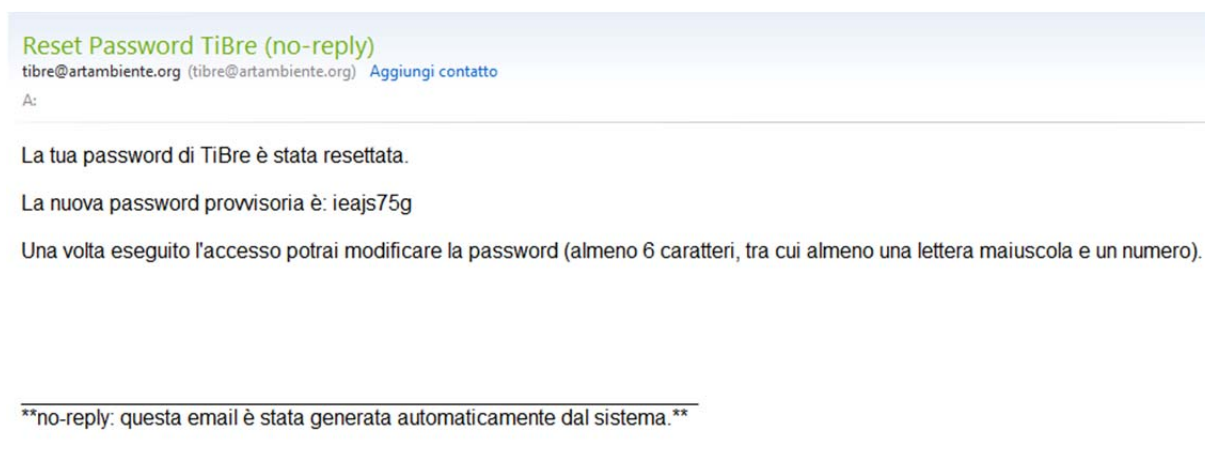 Reset Password TiBre (no-reply)
tibre@artambiente.org (tibre@artambiente.org) Aggiungi contatto
A:
La tua password di TiBre è stata resettata.
La nuova password provvisoria è: ieajs75g
Una volta eseguito l'accesso potrai modificare la password (almeno 6 caratteri, tra cui almeno una lettera maiuscola e un numero).
**no-reply: questa email è stata generata automaticamente dal sistema.**